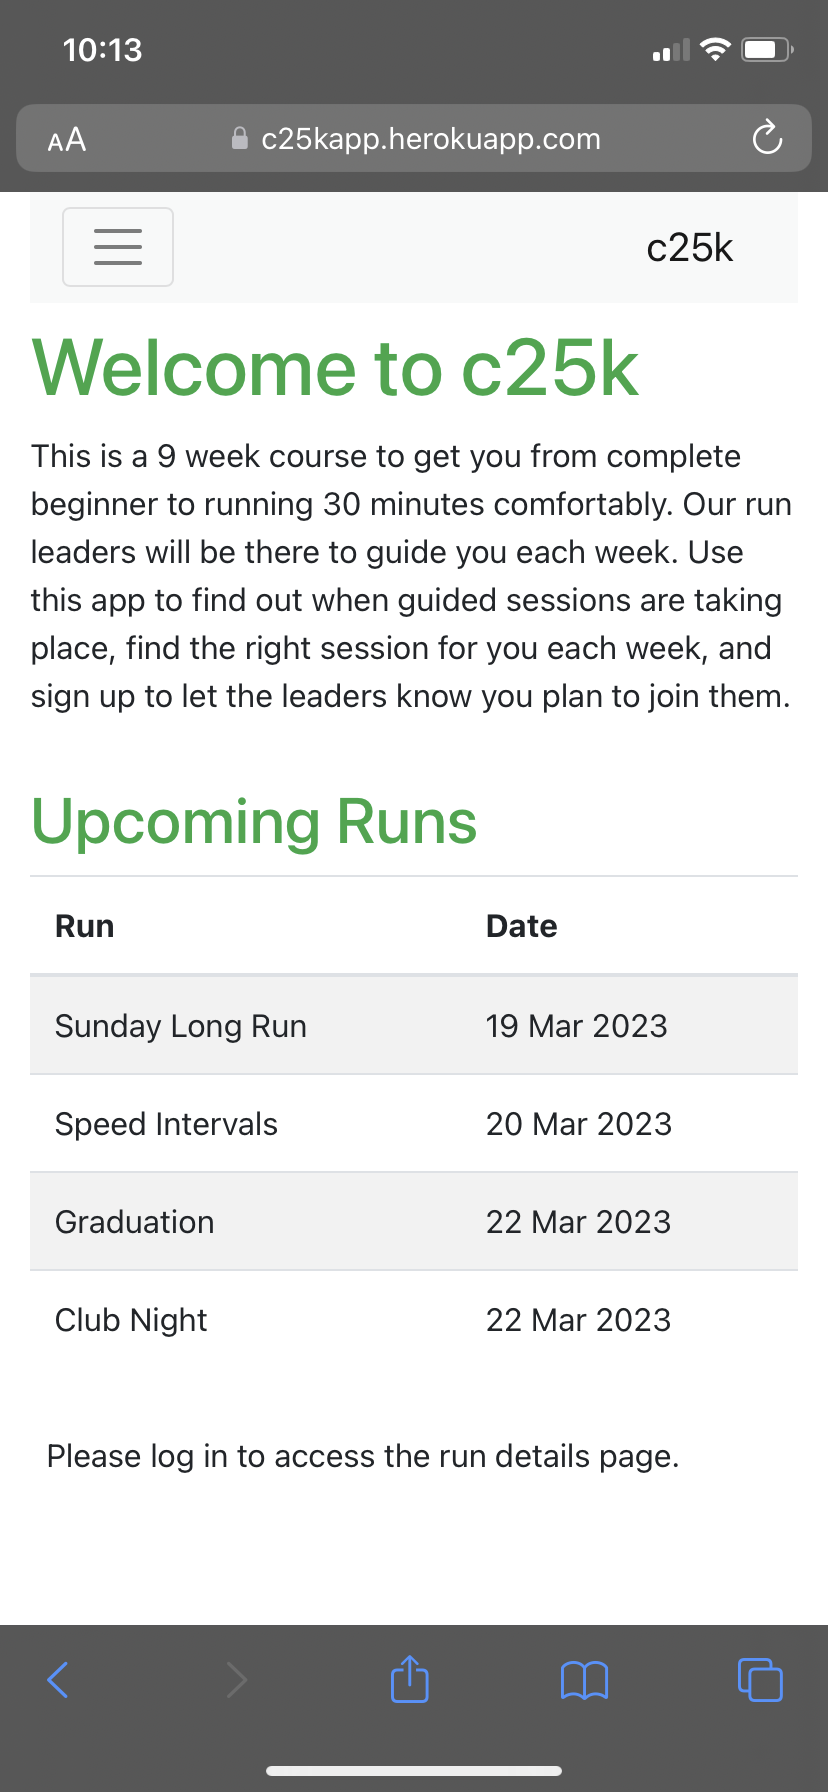 10:13
AA c25kapp.herokuapp.com
c25k
Welcome to c25k
This is a 9 week course to get you from complete
beginner to running 30 minutes comfortably. Our run
leaders will be there to guide you each week. Use
this app to find out when guided sessions are taking
place, find the right session for you each week, and
sign up to let the leaders know you plan to join them.
Upcoming Runs
Run Date
Sunday Long Run 19 Mar 2023
Speed Intervals 20 Mar 2023
Graduation 22 Mar 2023
Club Night 22 Mar 2023
Please log in to access the run details page.